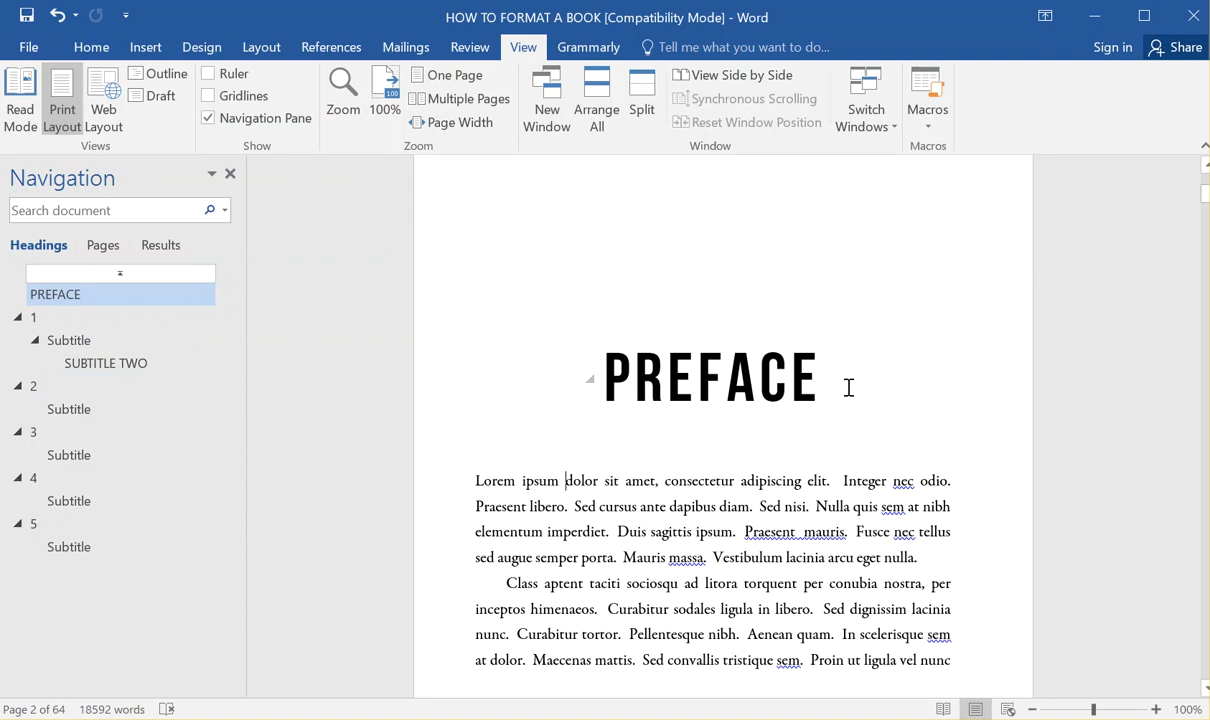 HOW TO FORMAT A BOOK [Compatibility Mode] - Word
File Home Insert Design Layout References Mailings Review View Grammarly Tell me what you want to do... Sign in Share
Read Mode
Print Layout
Web Layout
Outline
Draft
Views
Ruler
Gridlines
Navigation Pane
Show
Zoom
100
100%
One Page
Multiple Pages
Page Width
Zoom
New Window
Arrange All
Split
View Side by Side
Synchronous Scrolling
Reset Window Position
Window
Switch Windows
Macros
Macros
Navigation
Search document
Headings Pages Results
PREFACE
1
Subtitle
SUBTITLE TWO
2
Subtitle
3
Subtitle
4
Subtitle
5
Subtitle
PREFACE
Lorem ipsum dolor sit amet, consectetur adipiscing elit. Integer nec odio.
Praesent libero. Sed cursus ante dapibus diam. Sed nisi. Nulla quis sem at nibh
elementum imperdiet. Duis sagittis ipsum. Praesent mauris. Fusce nec tellus
sed augue semper porta. Mauris massa. Vestibulum lacinia arcu eget nulla.
Class aptent taciti sociosqu ad litora torquent per conubia nostra, per
inceptos himenaeos. Curabitur sodales ligula in libero. Sed dignissim lacinia
nunc. Curabitur tortor. Pellentesque nibh. Aenean quam. In scelerisque sem
at dolor. Maecenas mattis. Sed convallis tristique sem. Proin ut ligula vel nunc
Page 2 of 64 18592 words 100%